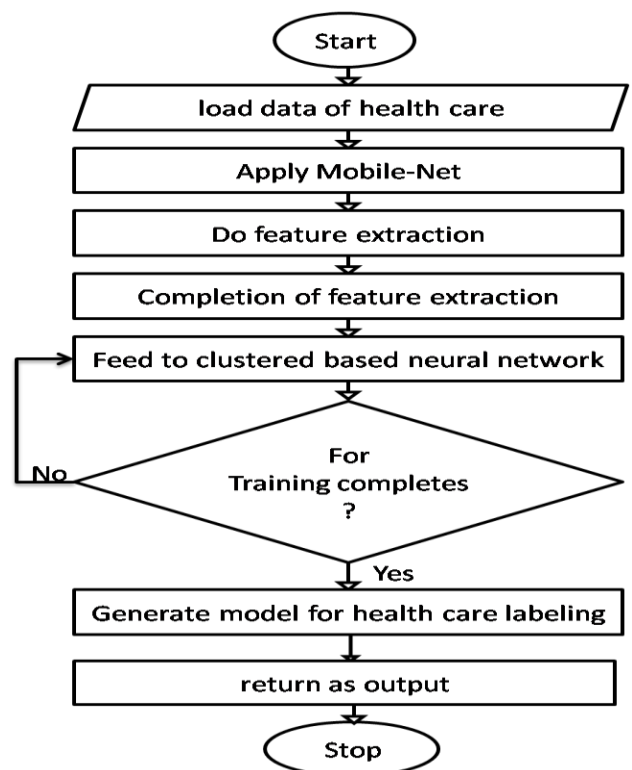 Start
load data of health care
Apply Mobile-Net
Do feature extraction
Completion of feature extraction
Feed to clustered based neural network
For
Training completes
?
No
Yes
Generate model for health care labeling
return as output
Stop